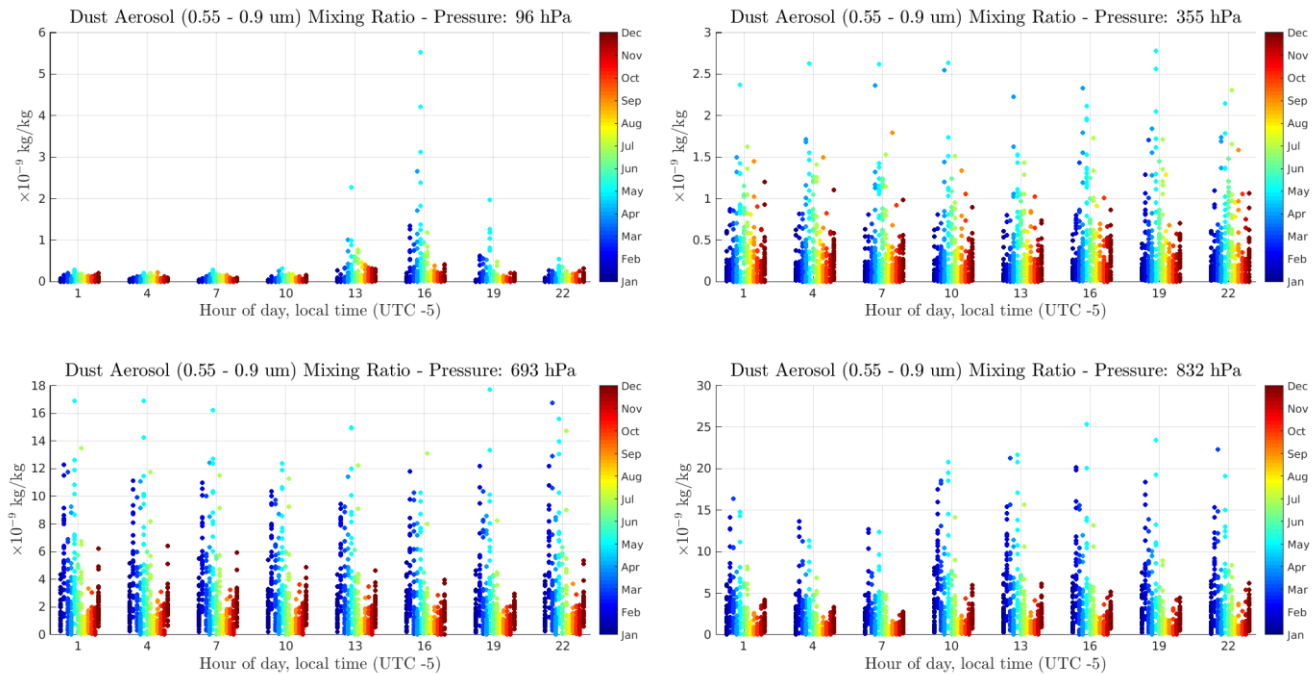 Dust Aerosol (0.55 - 0.9 um) Mixing Ratio - Pressure: 96 hPa
6
5
4
3
2
1
0
×10⁻⁹ kg/kg
1 4 7 10 13 16 19 22
Hour of day, local time (UTC -5)
Dec
Nov
Oct
Sep
Aug
Jul
Jun
May
Apr
Mar
Feb
Jan
Dust Aerosol (0.55 - 0.9 um) Mixing Ratio - Pressure: 355 hPa
3
2.5
2
1.5
1
0.5
0
×10⁻⁹ kg/kg
1 4 7 10 13 16 19 22
Hour of day, local time (UTC -5)
Dec
Nov
Oct
Sep
Aug
Jul
Jun
May
Apr
Mar
Feb
Jan
Dust Aerosol (0.55 - 0.9 um) Mixing Ratio - Pressure: 693 hPa
18
16
14
12
10
8
6
4
2
0
×10⁻⁹ kg/kg
1 4 7 10 13 16 19 22
Hour of day, local time (UTC -5)
Dec
Nov
Oct
Sep
Aug
Jul
Jun
May
Apr
Mar
Feb
Jan
Dust Aerosol (0.55 - 0.9 um) Mixing Ratio - Pressure: 832 hPa
30
25
20
15
10
5
0
×10⁻⁹ kg/kg
1 4 7 10 13 16 19 22
Hour of day, local time (UTC -5)
Dec
Nov
Oct
Sep
Aug
Jul
Jun
May
Apr
Mar
Feb
Jan